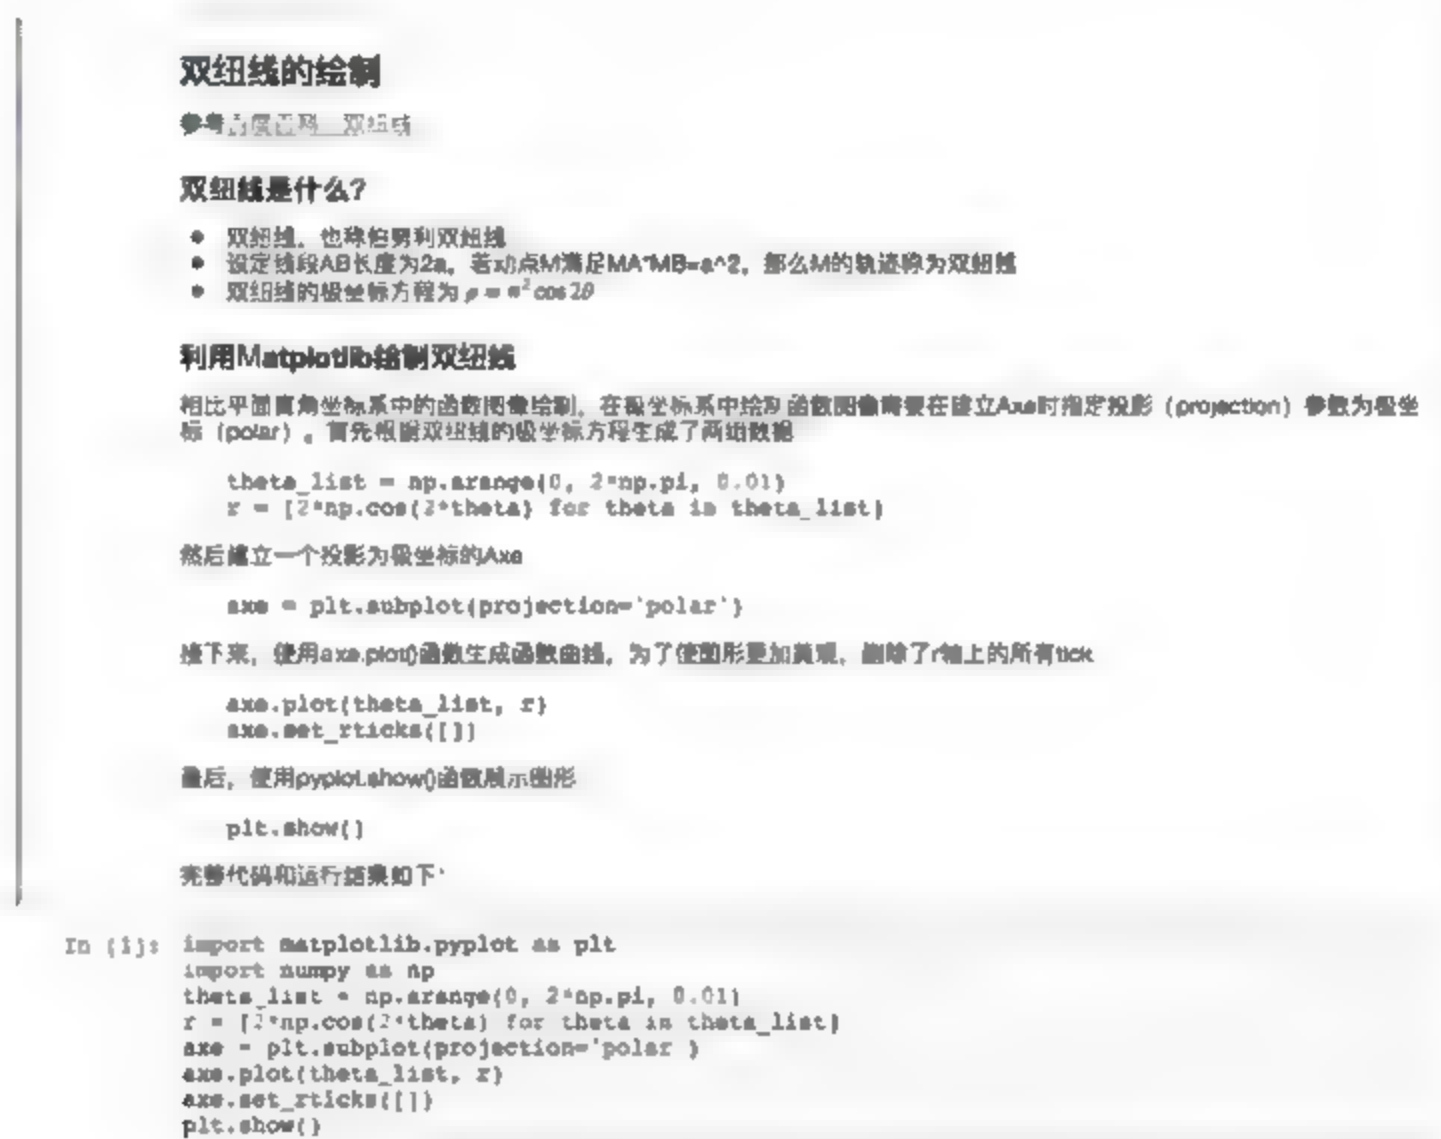 双纽线的绘制
参考百度百科__双纽线
双纽线是什么?
双纽线，也称伯努利双纽线
设定线段AB长度为2a，若动点M满足MA*MB=a^2，那么M的轨迹称为双纽线
双纽线的极坐标方程为 ρ = a² cos 2θ
利用Matplotlib绘制双纽线
相比平面直角坐标系中的函数图像绘制，在极坐标系中绘制函数图像需要在建立Axe时指定投影（projection）参数为极坐
标（polar）。首先根据双纽线的极坐标方程生成了两组数据
theta_list = np.arange(0, 2*np.pi, 0.01)
r = [2*np.cos(2*theta) for theta in theta_list]
然后建立一个投影为极坐标的Axe
axe = plt.subplot(projection='polar')
接下来，使用axe.plot()函数生成函数曲线，为了使图形更加美观，删除了r轴上的所有tick
axe.plot(theta_list, r)
axe.set_rticks([])
最后，使用pyplot.show()函数展示图形
plt.show()
完整代码和运行结果如下:
In [1]: import matplotlib.pyplot as plt
import numpy as np
theta_list = np.arange(0, 2*np.pi, 0.01)
r = [2*np.cos(2*theta) for theta in theta_list]
axe = plt.subplot(projection='polar')
axe.plot(theta_list, r)
axe.set_rticks([])
plt.show()